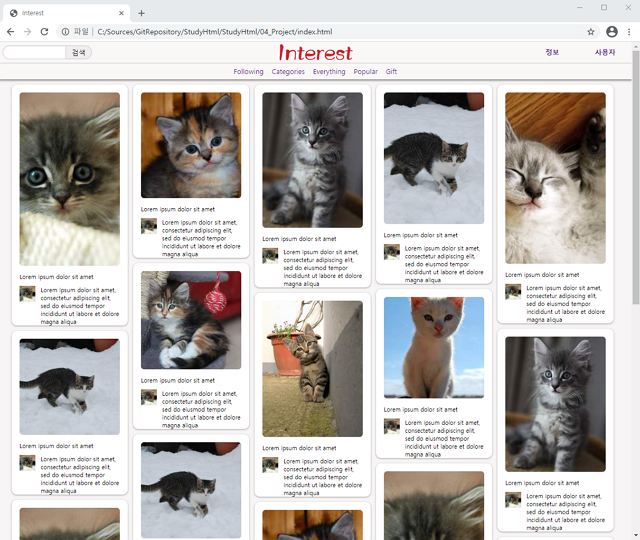 Interest
파일 C:/Sources/GitRepository/StudyHtml/StudyHtml/04_Project/index.html
검색
Interest
정보 사용자
Following Categories Everything Popular Gift
Lorem ipsum dolor sit amet
Lorem ipsum dolor sit amet,
consectetur adipiscing elit,
sed do eiusmod tempor
incididunt ut labore et dolore
magna aliqua
Lorem ipsum dolor sit amet
Lorem ipsum dolor sit amet,
consectetur adipiscing elit,
sed do eiusmod tempor
incididunt ut labore et dolore
magna aliqua
Lorem ipsum dolor sit amet
Lorem ipsum dolor sit amet,
consectetur adipiscing elit,
sed do eiusmod tempor
incididunt ut labore et dolore
magna aliqua
Lorem ipsum dolor sit amet
Lorem ipsum dolor sit amet,
consectetur adipiscing elit,
sed do eiusmod tempor
incididunt ut labore et dolore
magna aliqua
Lorem ipsum dolor sit amet
Lorem ipsum dolor sit amet,
consectetur adipiscing elit,
sed do eiusmod tempor
incididunt ut labore et dolore
magna aliqua
Lorem ipsum dolor sit amet
Lorem ipsum dolor sit amet,
consectetur adipiscing elit,
sed do eiusmod tempor
incididunt ut labore et dolore
magna aliqua
Lorem ipsum dolor sit amet
Lorem ipsum dolor sit amet,
consectetur adipiscing elit,
sed do eiusmod tempor
incididunt ut labore et dolore
magna aliqua
Lorem ipsum dolor sit amet
Lorem ipsum dolor sit amet,
consectetur adipiscing elit,
sed do eiusmod tempor
incididunt ut labore et dolore
magna aliqua
Lorem ipsum dolor sit amet
Lorem ipsum dolor sit amet,
consectetur adipiscing elit,
sed do eiusmod tempor
incididunt ut labore et dolore
magna aliqua
Lorem ipsum dolor sit amet
Lorem ipsum dolor sit amet,
consectetur adipiscing elit,
sed do eiusmod tempor
incididunt ut labore et dolore
magna aliqua